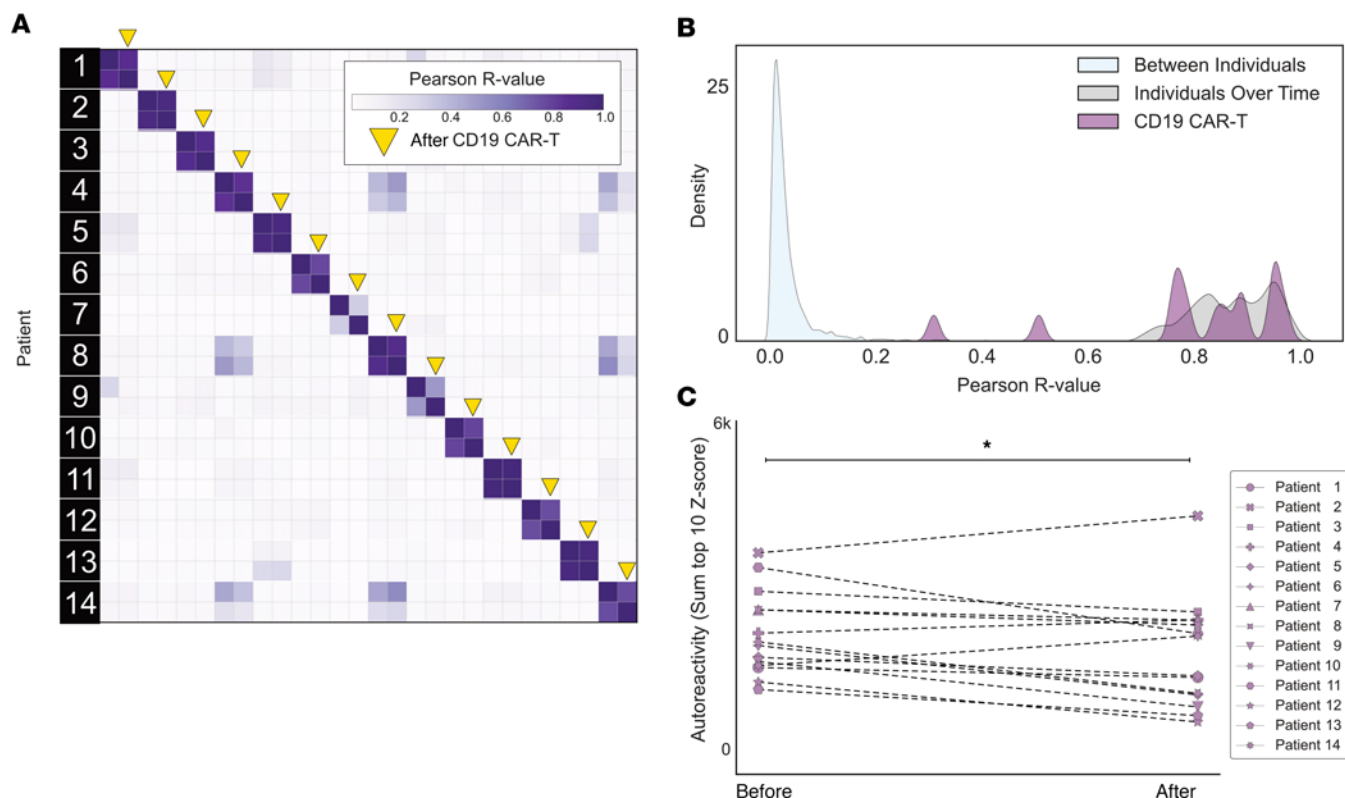 A
Patient
1
2
3
4
5
6
7
8
9
10
11
12
13
14
Pearson R-value
0.2 0.4 0.6 0.8 1.0
After CD19 CAR-T
B
Density
25
0
0.0 0.2 0.4 0.6 0.8 1.0
Pearson R-value
Between Individuals
Individuals Over Time
CD19 CAR-T
C
Autoreactivity (Sum top 10 Z-score)
6k
0
*
Before After
Patient 1
Patient 2
Patient 3
Patient 4
Patient 5
Patient 6
Patient 7
Patient 8
Patient 9
Patient 10
Patient 11
Patient 12
Patient 13
Patient 14